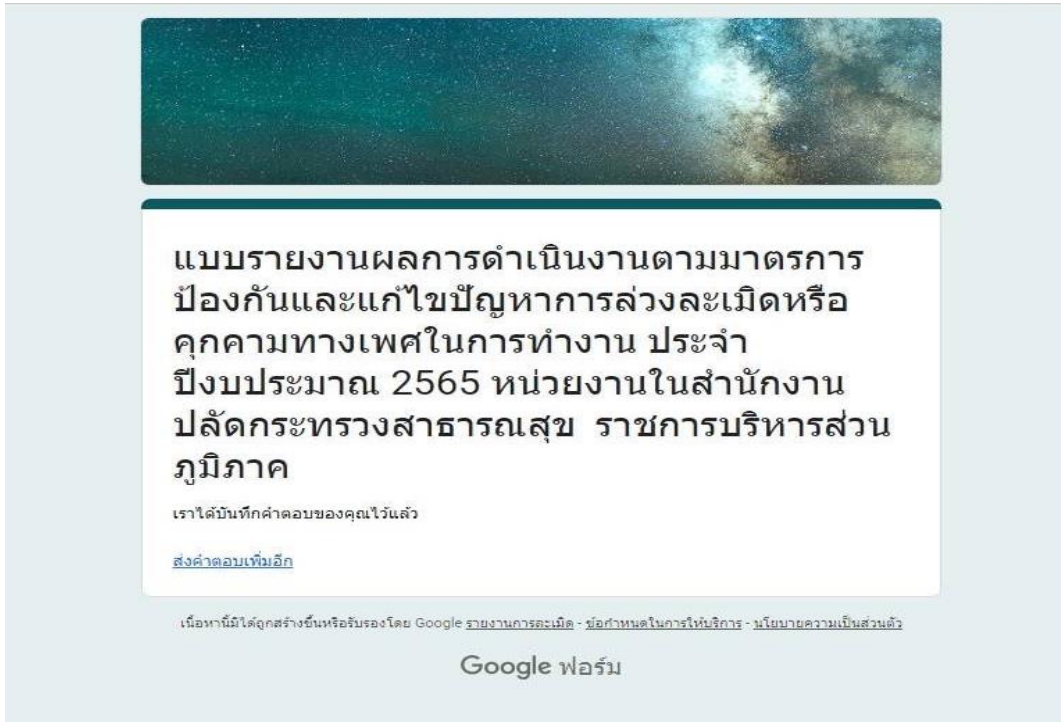 แบบรายงานผลการดำเนินงานตามมาตรการ
ป้องกันและแก้ไขปัญหาการล่วงละเมิดหรือ
คุกคามทางเพศในการทำงาน ประจำ
ปีงบประมาณ 2565 หน่วยงานในสำนักงาน
ปลัดกระทรวงสาธารณสุข ราชการบริหารส่วน
ภูมิภาค
เราได้บันทึกคำตอบของคุณไว้แล้ว
ส่งคำตอบเพิ่มอีก
เนื้อหานี้มิได้ถูกสร้างขึ้นหรือรับรองโดย Google รายงานการละเมิด - ข้อกำหนดในการให้บริการ - นโยบายความเป็นส่วนตัว
Google ฟอร์ม